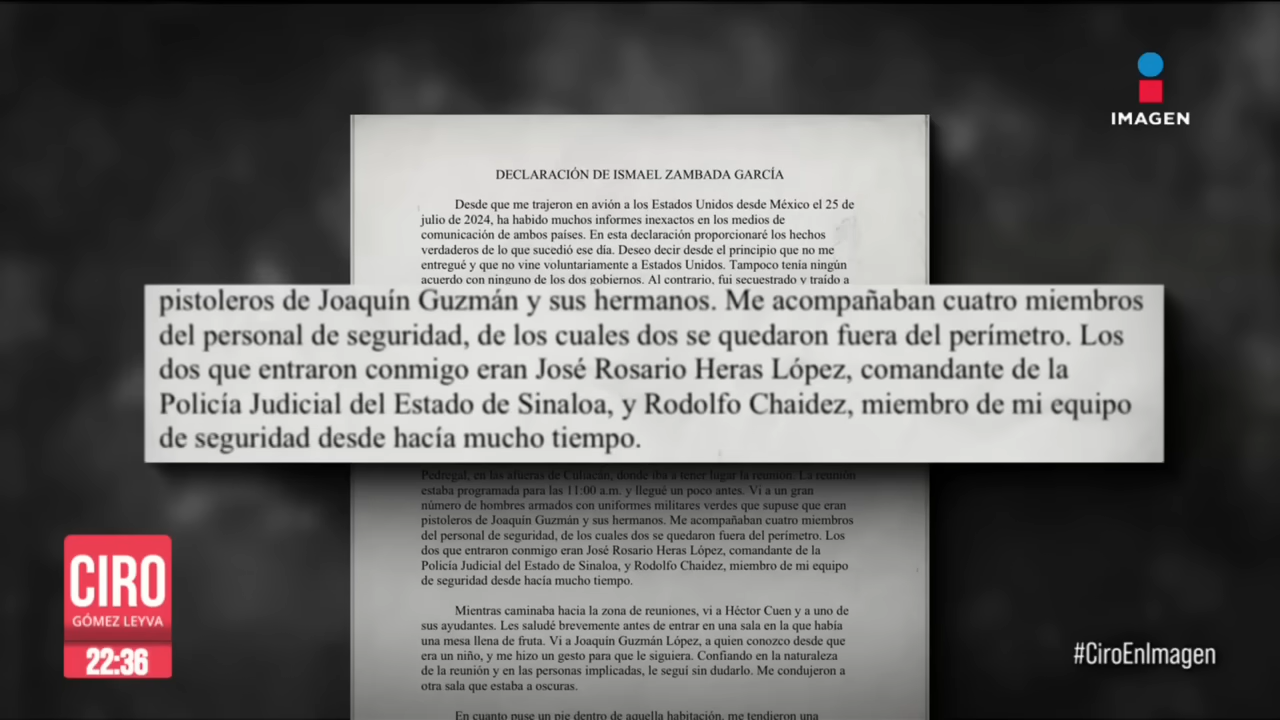 IMAGEN
DECLARACIÓN DE ISMAEL ZAMBADA GARCÍA
Desde que me trajeron en avión a los Estados Unidos desde México el 25 de
julio de 2024, ha habido muchos informes inexactos en los medios de
comunicación de ambos países. En esta declaración proporcionaré los hechos
verdaderos de lo que sucedió ese día. Deseo decir desde el principio que no me
entregué y que no vine voluntariamente a Estados Unidos. Tampoco tenía ningún
acuerdo con ninguno de los dos gobiernos. Al contrario, fui secuestrado y traído a
pistoleros de Joaquín Guzmán y sus hermanos. Me acompañaban cuatro miembros
del personal de seguridad, de los cuales dos se quedaron fuera del perímetro. Los
dos que entraron conmigo eran José Rosario Heras López, comandante de la
Policía Judicial del Estado de Sinaloa, y Rodolfo Chaidez, miembro de mi equipo
de seguridad desde hacía mucho tiempo.
Pedregal, en las afueras de Culiacán, donde iba a tener lugar la reunión. La reunión
estaba programada para las 11:00 a.m. y llegué un poco antes. Vi a un gran
número de hombres armados con uniformes militares verdes que supuse que eran
pistoleros de Joaquín Guzmán y sus hermanos. Me acompañaban cuatro miembros
del personal de seguridad, de los cuales dos se quedaron fuera del perímetro. Los
dos que entraron conmigo eran José Rosario Heras López, comandante de la
Policía Judicial del Estado de Sinaloa, y Rodolfo Chaidez, miembro de mi equipo
de seguridad desde hacía mucho tiempo.
Mientras caminaba hacia la zona de reuniones, vi a Héctor Cuen y a uno de
sus ayudantes. Les saludé brevemente antes de entrar en una sala en la que había
una mesa llena de fruta. Vi a Joaquín Guzmán López, a quien conozco desde que
era un niño, y me hizo un gesto para que le siguiera. Confiando en la naturaleza
de la reunión y en las personas implicadas, le seguí sin dudarlo. Me condujeron a
otra sala que estaba a oscuras.
En cuanto puse un pie dentro de aquella habitación, me tendieron una
CIRO
GÓMEZ LEYVA
22:36
#CiroEnImagen